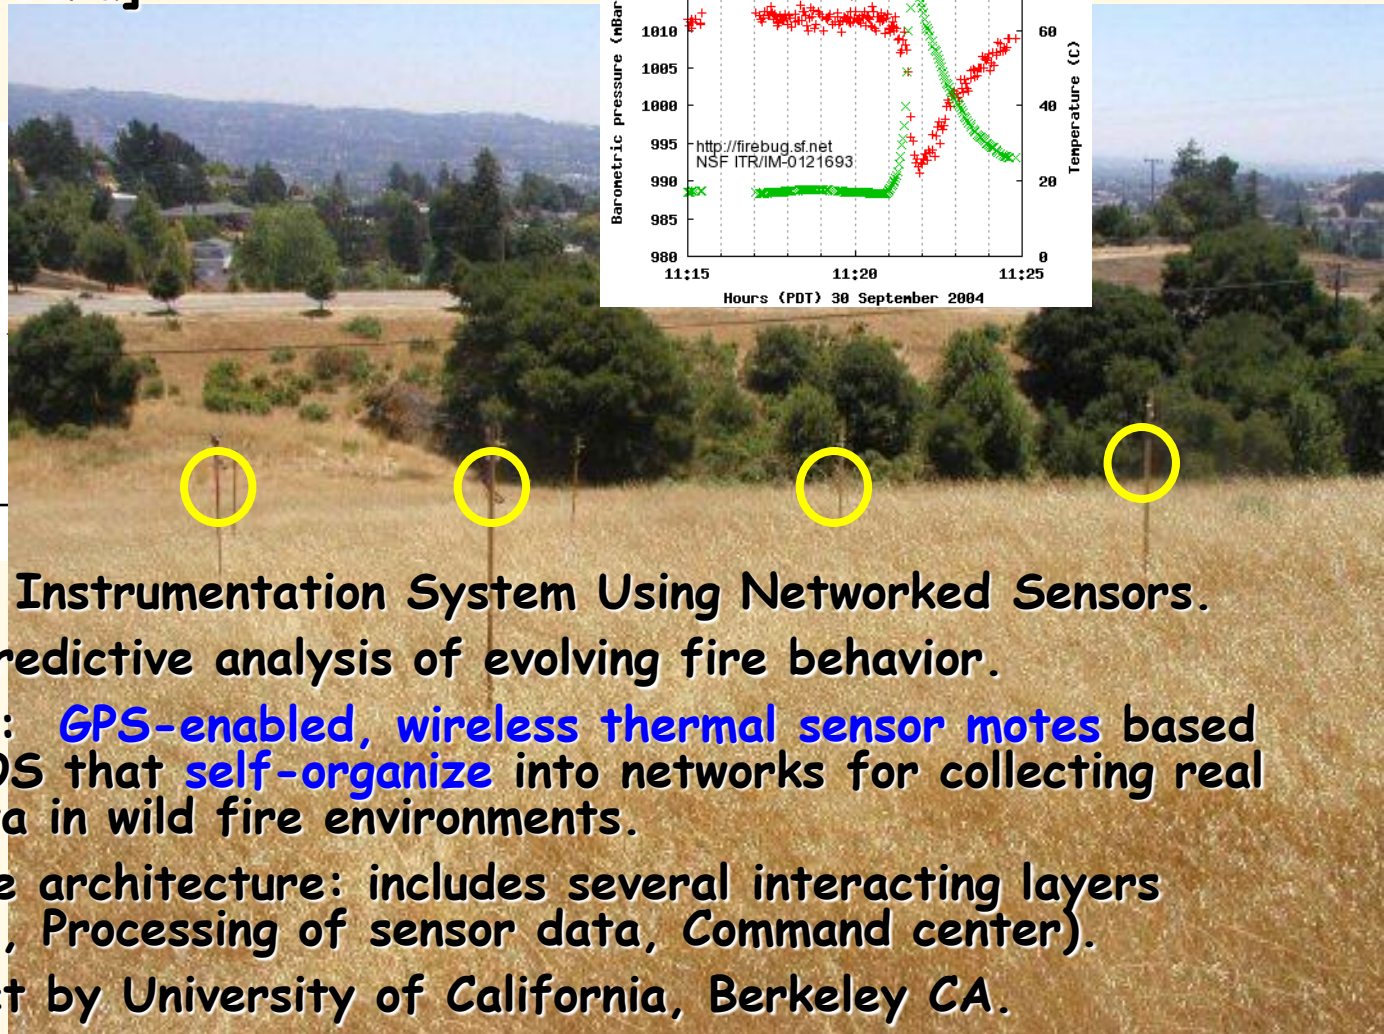 1010
1005
1000
995
990
985
980
60
40
20
0
Barometric pressure (mBar
Temperature (C)
http://firebug.sf.net
NSF ITR/IM-0121693
11:15 11:20 11:25
Hours (PDT) 30 September 2004
Instrumentation System Using Networked Sensors.
redictive analysis of evolving fire behavior.
: GPS-enabled, wireless thermal sensor motes based
OS that self-organize into networks for collecting real
a in wild fire environments.
e architecture: includes several interacting layers
, Processing of sensor data, Command center).
ct by University of California, Berkeley CA.